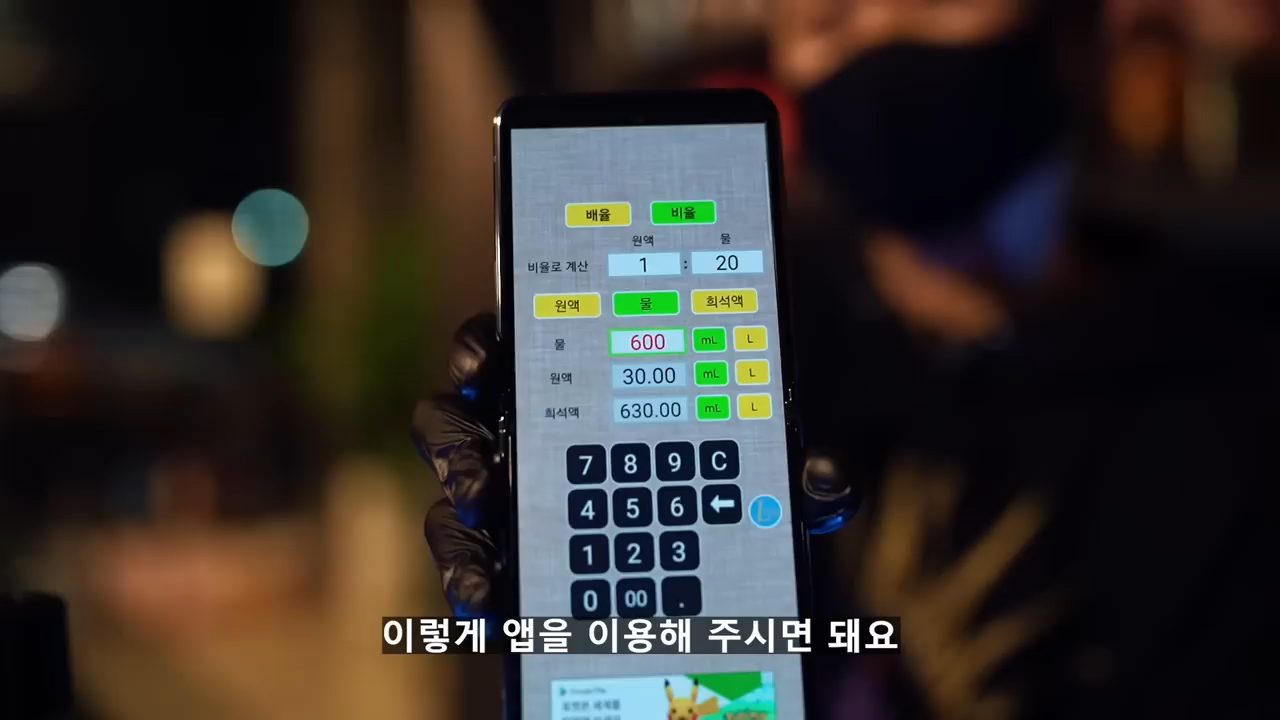 배율 비율
원액 물
비율로 계산 1 : 20
원액 물 희석액
물 600 mL L
원액 30.00 mL L
희석액 630.00 mL L
7 8 9 C
4 5 6 ←
1 2 3
0 00 .
이렇게 앱을 이용해 주시면 돼요
Google Play